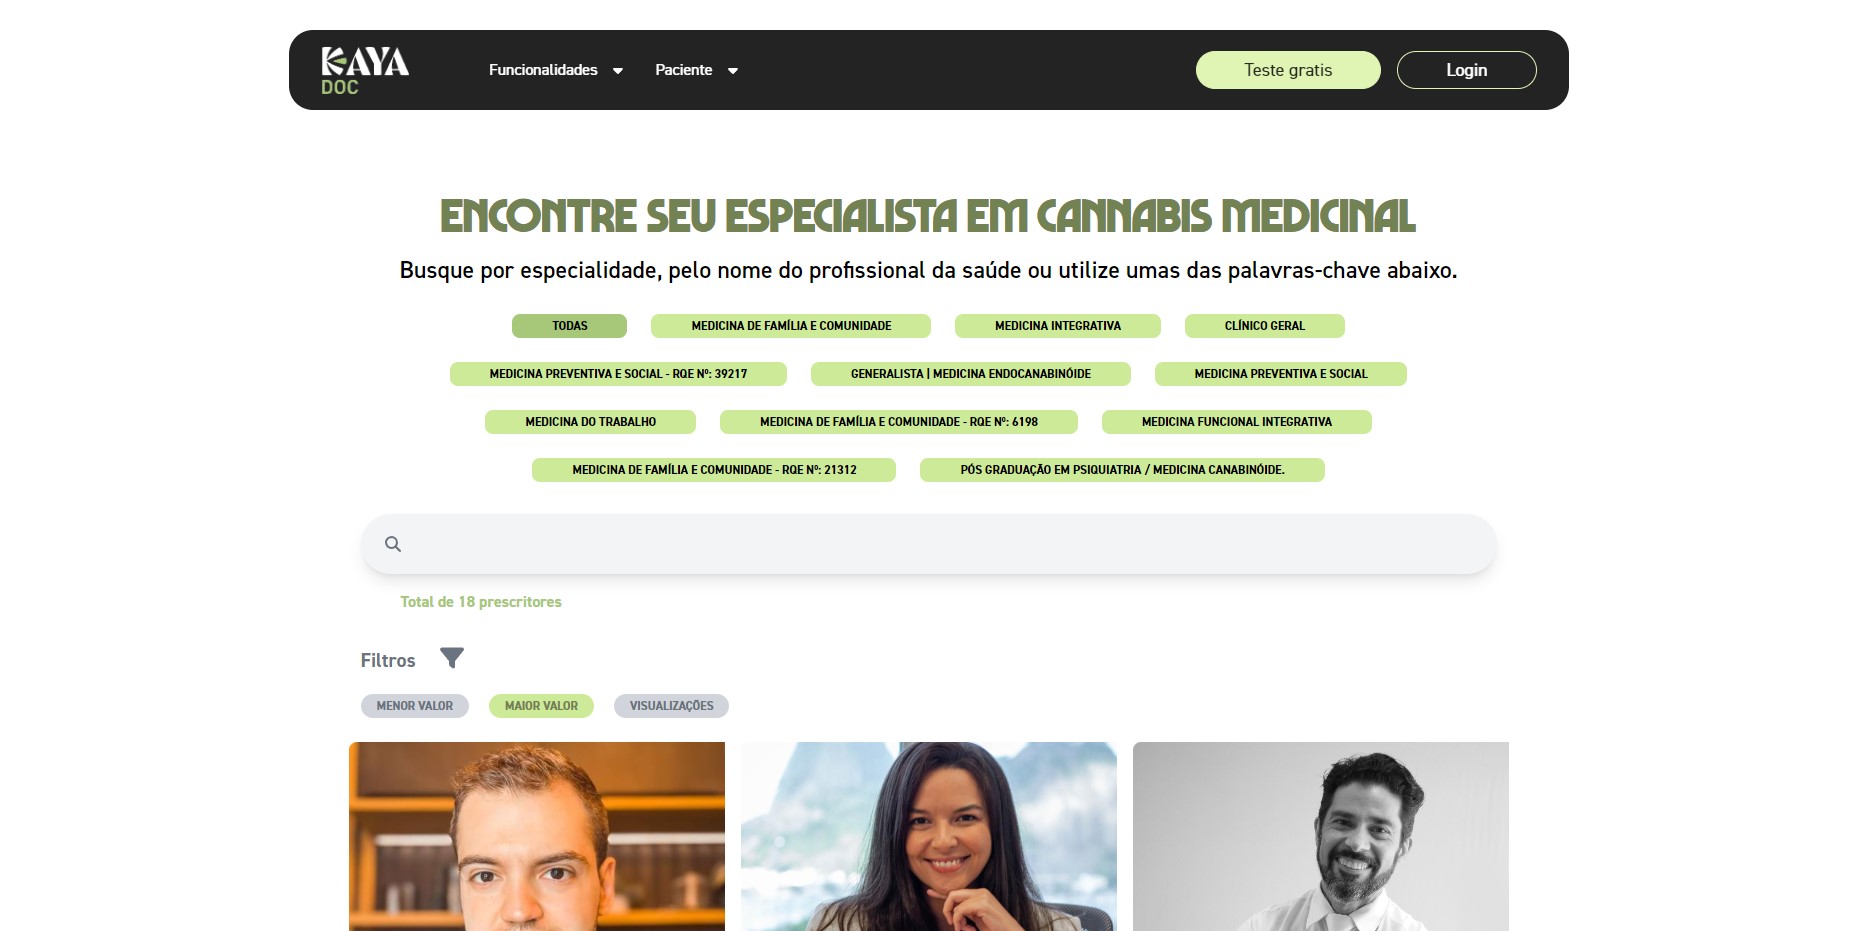 KAYA
DOC
Funcionalidades Paciente Teste gratis Login
ENCONTRE SEU ESPECIALISTA EM CANNABIS MEDICINAL
Busque por especialidade, pelo nome do profissional da saúde ou utilize umas das palavras-chave abaixo.
TODAS MEDICINA DE FAMÍLIA E COMUNIDADE MEDICINA INTEGRATIVA CLÍNICO GERAL
MEDICINA PREVENTIVA E SOCIAL - RQE Nº: 39217 GENERALISTA | MEDICINA ENDOCANABINÓIDE MEDICINA PREVENTIVA E SOCIAL
MEDICINA DO TRABALHO MEDICINA DE FAMÍLIA E COMUNIDADE - RQE Nº: 6198 MEDICINA FUNCIONAL INTEGRATIVA
MEDICINA DE FAMÍLIA E COMUNIDADE - RQE Nº: 21312 PÓS GRADUAÇÃO EM PSIQUIATRIA / MEDICINA CANABINÓIDE.
Total de 18 prescritores
Filtros
MENOR VALOR MAIOR VALOR VISUALIZAÇÕES